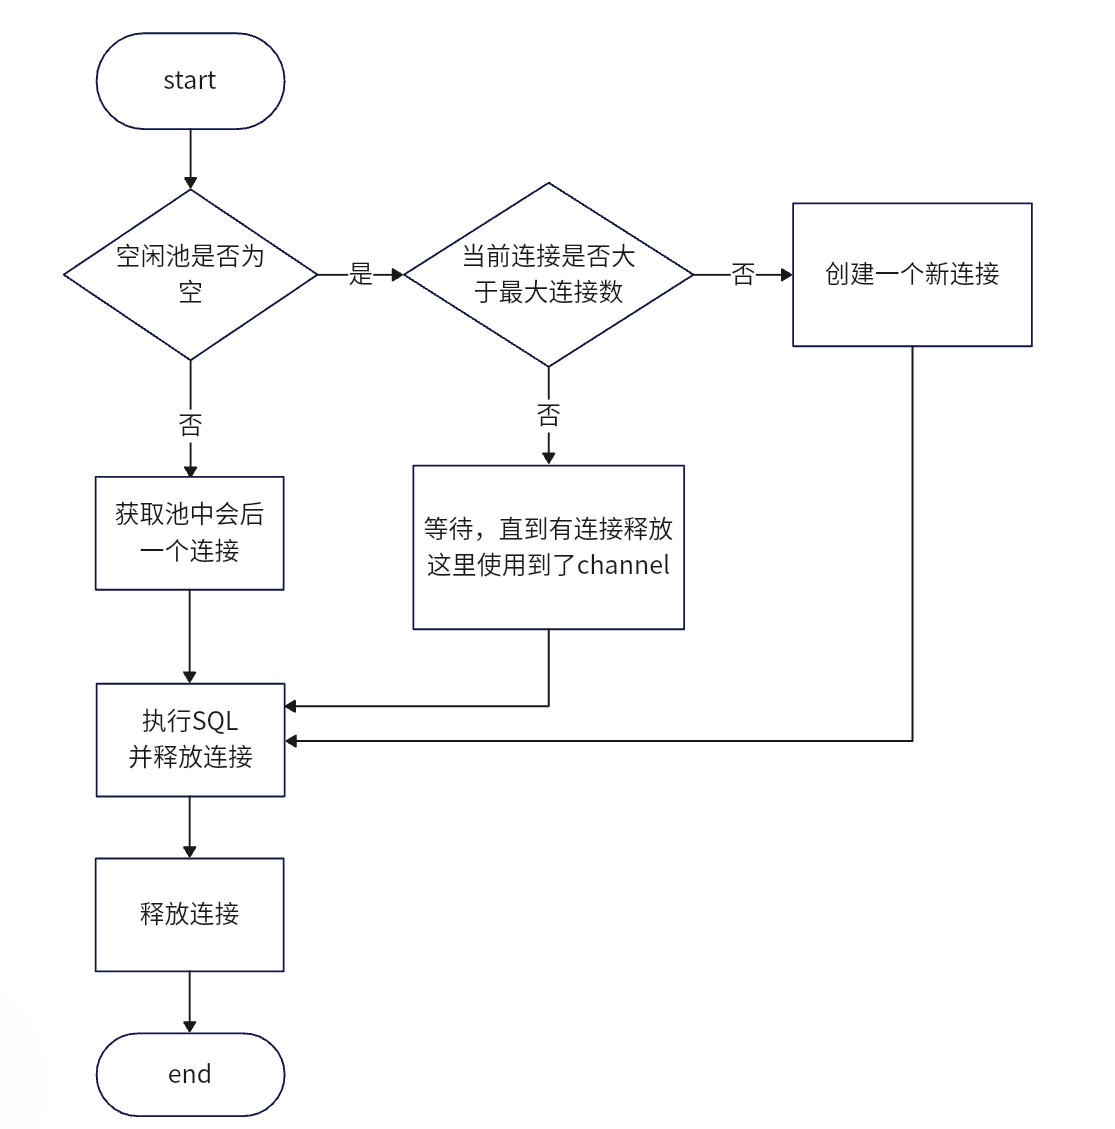 start
空闲池是否为
空
是
当前连接是否大
于最大连接数
否
创建一个新连接
否
否
获取池中会后
一个连接
等待，直到有连接释放
这里使用到了channel
执行SQL
并释放连接
释放连接
end